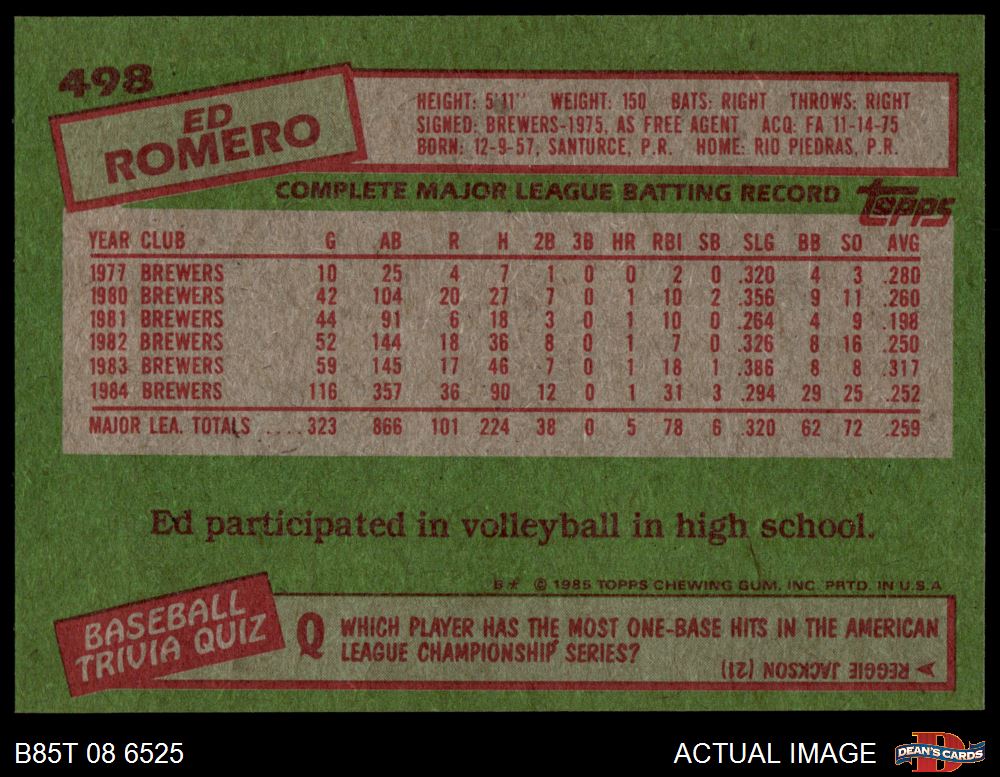 498
ED
ROMERO
HEIGHT: 5'11" WEIGHT: 150 BATS: RIGHT THROWS: RIGHT
SIGNED: BREWERS-1975, AS FREE AGENT ACQ: FA 11-14-75
BORN: 12-9-57, SANTURCE, P.R. HOME: RIO PIEDRAS, P.R.
COMPLETE MAJOR LEAGUE BATTING RECORD
topps
YEAR CLUB G AB R H 2B 3B HR RBI SB SLG BB SO AVG
1977 BREWERS 10 25 4 7 1 0 0 2 0 .320 4 3 .280
1980 BREWERS 42 104 20 27 7 0 1 10 2 .356 9 11 .260
1981 BREWERS 44 91 6 18 3 0 1 10 0 .264 4 9 .198
1982 BREWERS 52 144 18 36 8 0 1 7 0 .326 8 16 .250
1983 BREWERS 59 145 17 46 7 0 1 18 1 .386 8 8 .317
1984 BREWERS 116 357 36 90 12 0 1 31 3 .294 29 25 .252
MAJOR LEA. TOTALS ....323 866 101 224 38 0 5 78 6 .320 62 72 .259
Ed participated in volleyball in high school.
B* © 1985 TOPPS CHEWING GUM, INC. PRTD. IN U.S.A.
BASEBALL
TRIVIA QUIZ
Q WHICH PLAYER HAS THE MOST ONE-BASE HITS IN THE AMERICAN
LEAGUE CHAMPIONSHIP SERIES?
REGGIE JACKSON (21)
B85T 08 6525
ACTUAL IMAGE
D
DEAN'S CARDS